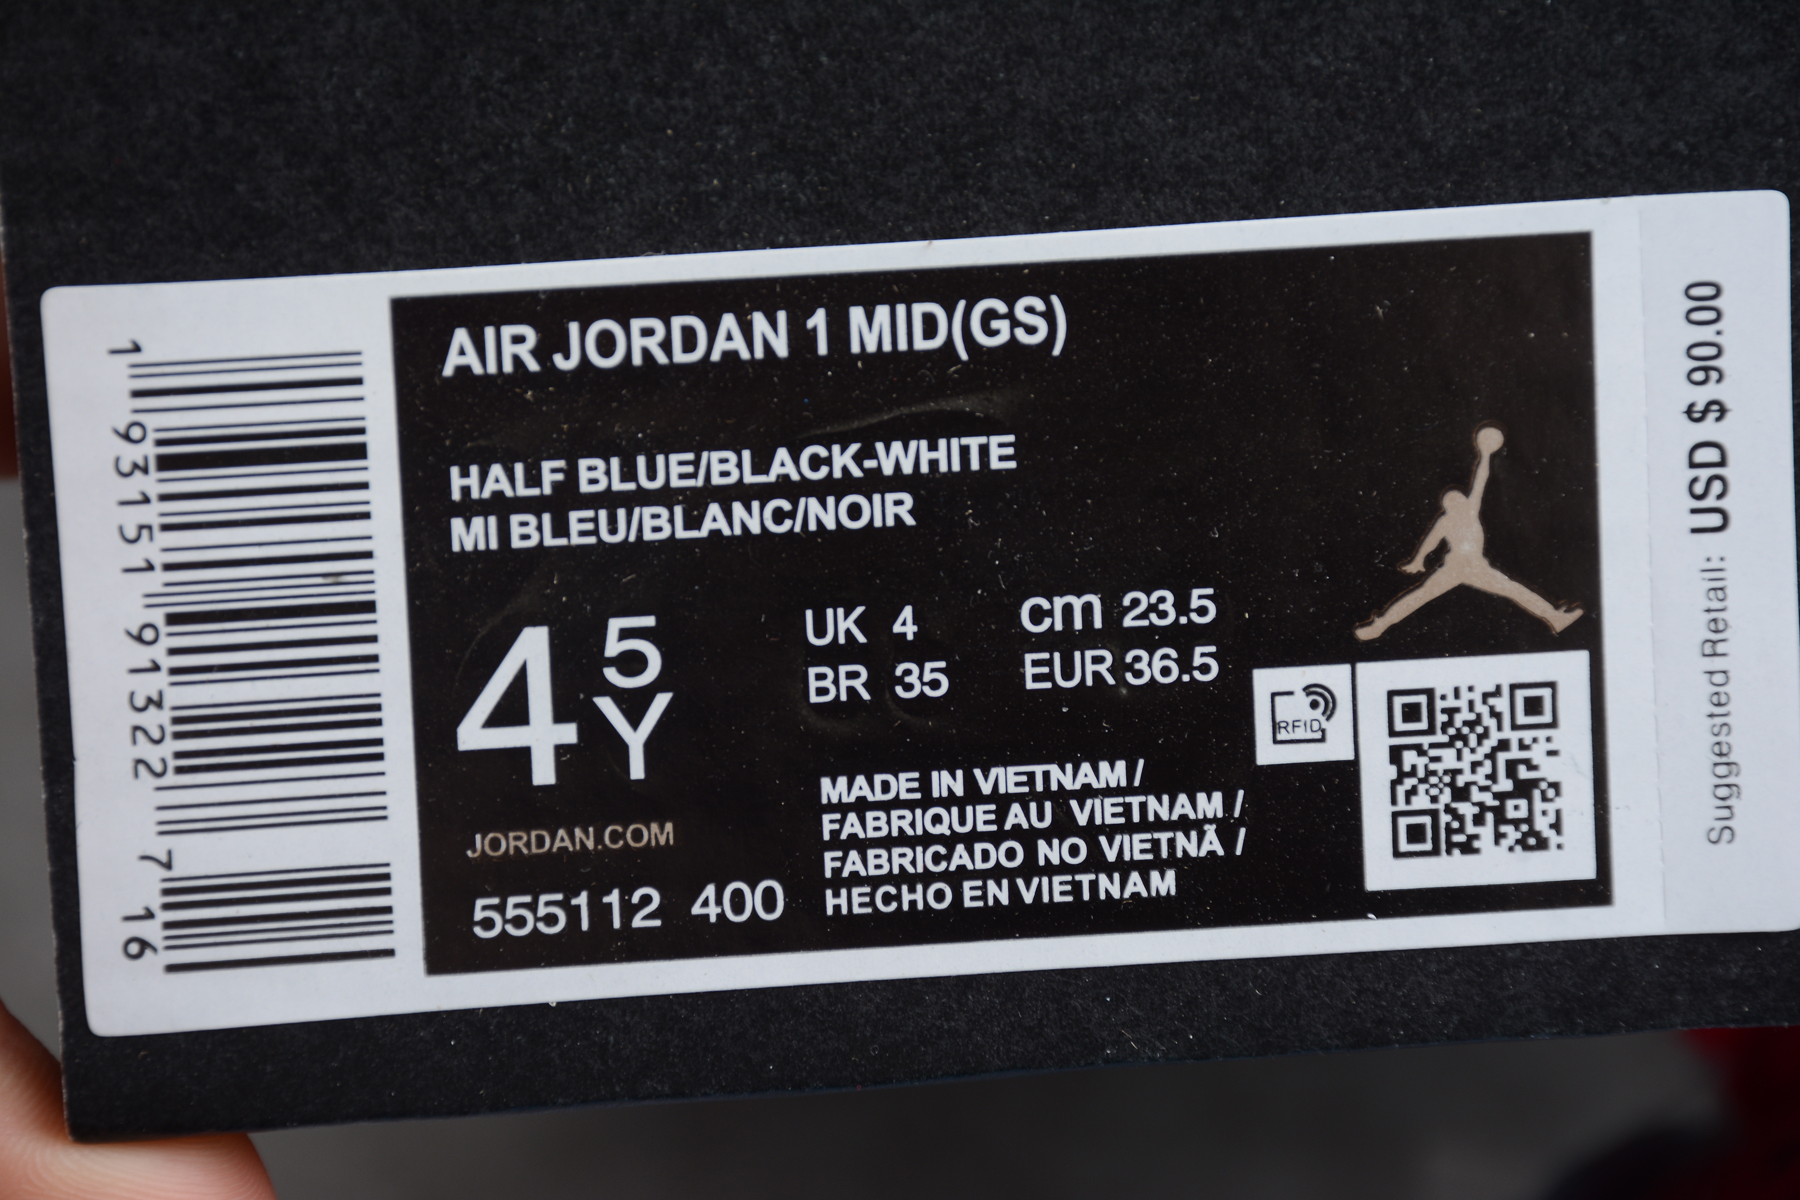 AIR JORDAN 1 MID(GS)
HALF BLUE/BLACK-WHITE
MI BLEU/BLANC/NOIR
4 5 Y
UK 4 cm 23.5
BR 35 EUR 36.5
RFID
JORDAN.COM
555112 400
MADE IN VIETNAM /
FABRIQUE AU VIETNAM /
FABRICADO NO VIETNÃ /
HECHO EN VIETNAM
1 93151 91322 7 16
Suggested Retail: USD $ 90.00